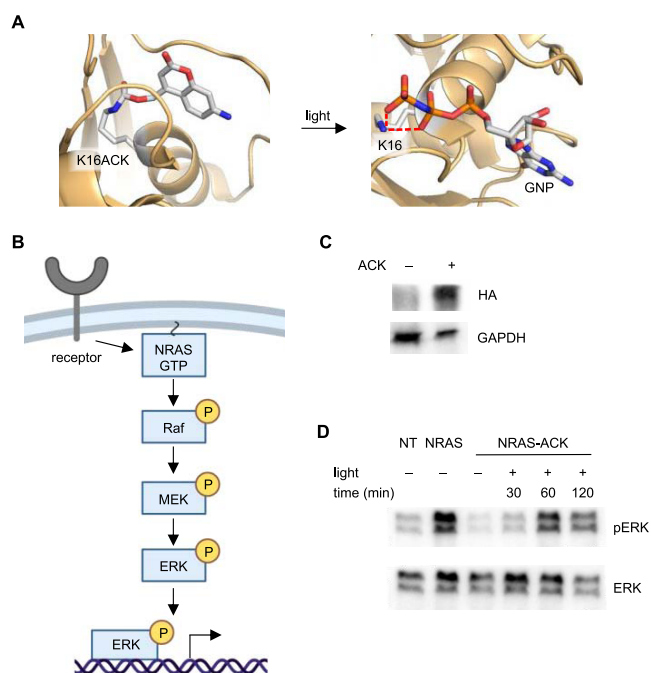 A
K16ACK
light
K16
GNP
B
receptor
NRAS
GTP
P
Raf
P
MEK
P
ERK
P
ERK
C
ACK – +
HA
GAPDH
D
NT NRAS NRAS-ACK
light – – – + + +
time (min) 30 60 120
pERK
ERK